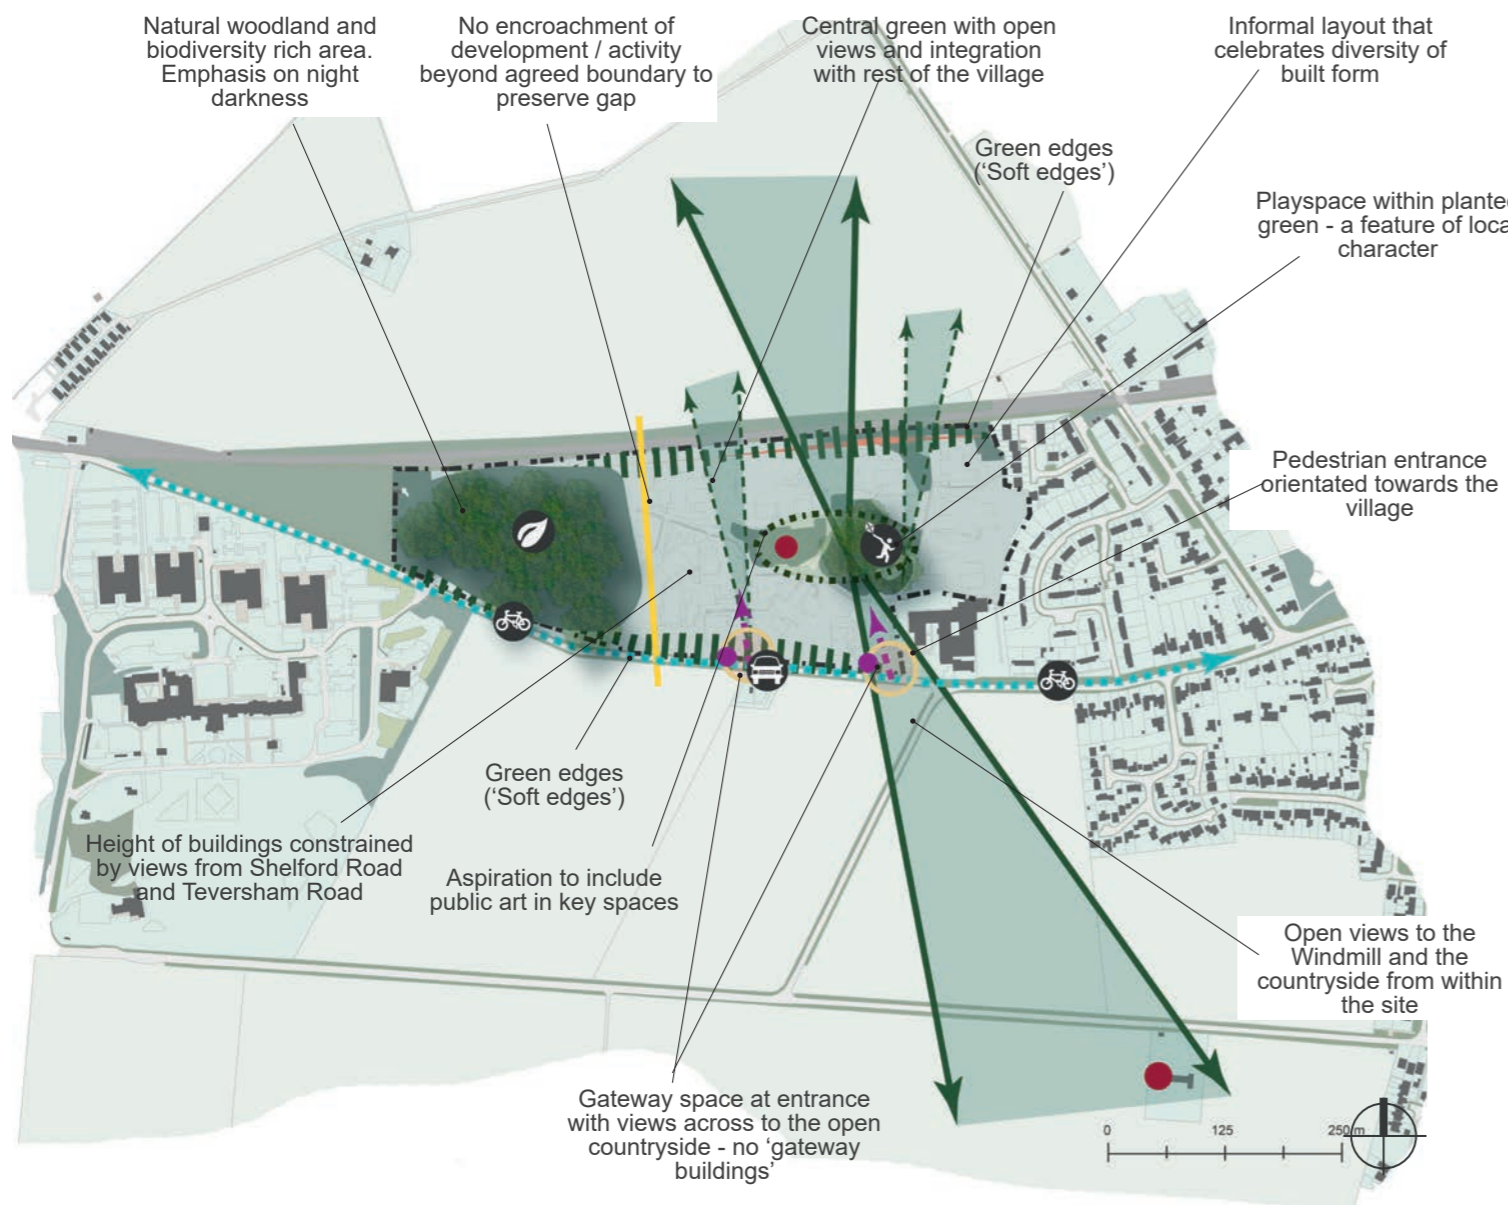 Natural woodland and
biodiversity rich area.
Emphasis on night
darkness
No encroachment of
development / activity
beyond agreed boundary to
preserve gap
Central green with open
views and integration
with rest of the village
Informal layout that
celebrates diversity of
built form
Green edges
(‘Soft edges’)
Playspace within plante
green - a feature of loca
character
Pedestrian entrance
orientated towards the
village
Green edges
(‘Soft edges’)
Height of buildings constrained
by views from Shelford Road
and Teversham Road
Aspiration to include
public art in key spaces
Open views to the
Windmill and the
countryside from within
the site
Gateway space at entrance
with views across to the open
countryside - no ‘gateway
buildings’
0 125 250 m